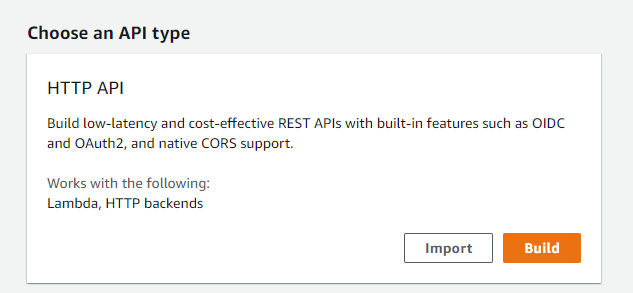 Choose an API type
HTTP API
Build low-latency and cost-effective REST APIs with built-in features such as OIDC
and OAuth2, and native CORS support.
Works with the following:
Lambda, HTTP backends
Import
Build